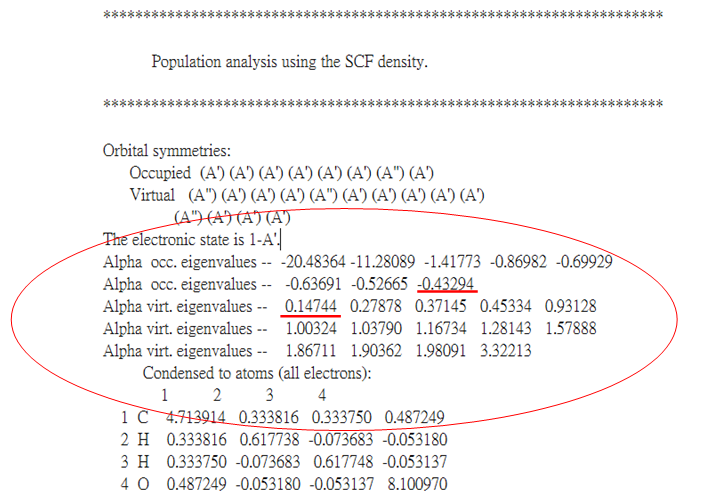 **********************************************************************
Population analysis using the SCF density.
**********************************************************************
Orbital symmetries:
Occupied (A') (A') (A') (A') (A') (A') (A'') (A')
Virtual (A'') (A') (A') (A') (A'') (A') (A') (A') (A') (A')
(A'') (A') (A') (A')
The electronic state is 1-A'.
Alpha occ. eigenvalues -- -20.48364 -11.28089 -1.41773 -0.86982 -0.69929
Alpha occ. eigenvalues -- -0.63691 -0.52665 -0.43294
Alpha virt. eigenvalues -- 0.14744 0.27878 0.37145 0.45334 0.93128
Alpha virt. eigenvalues -- 1.00324 1.03790 1.16734 1.28143 1.57888
Alpha virt. eigenvalues -- 1.86711 1.90362 1.98091 3.32213
Condensed to atoms (all electrons):
1 2 3 4
1 C 4.713914 0.333816 0.333750 0.487249
2 H 0.333816 0.617738 -0.073683 -0.053180
3 H 0.333750 -0.073683 0.617748 -0.053137
4 O 0.487249 -0.053180 -0.053137 8.100970